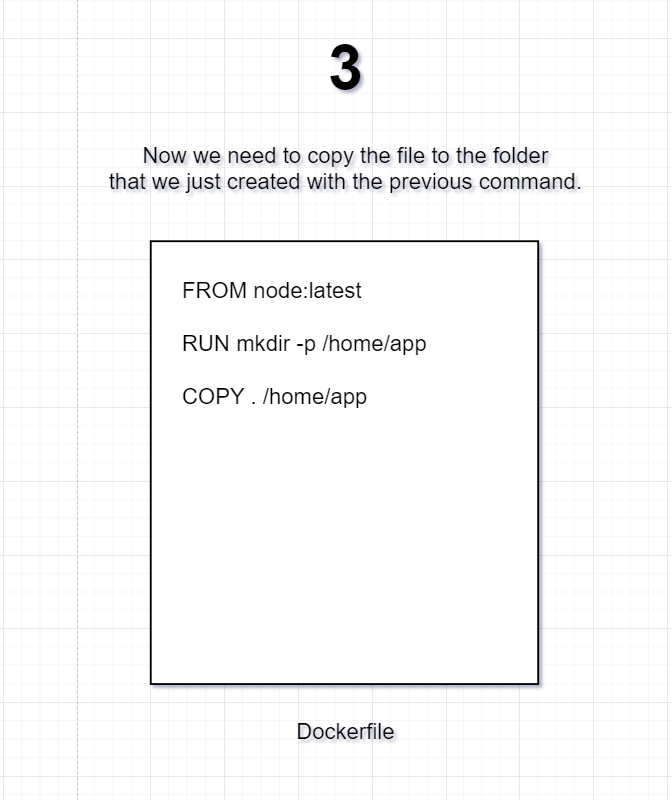 3
Now we need to copy the file to the folder
that we just created with the previous command.
FROM node:latest
RUN mkdir -p /home/app
COPY . /home/app
Dockerfile